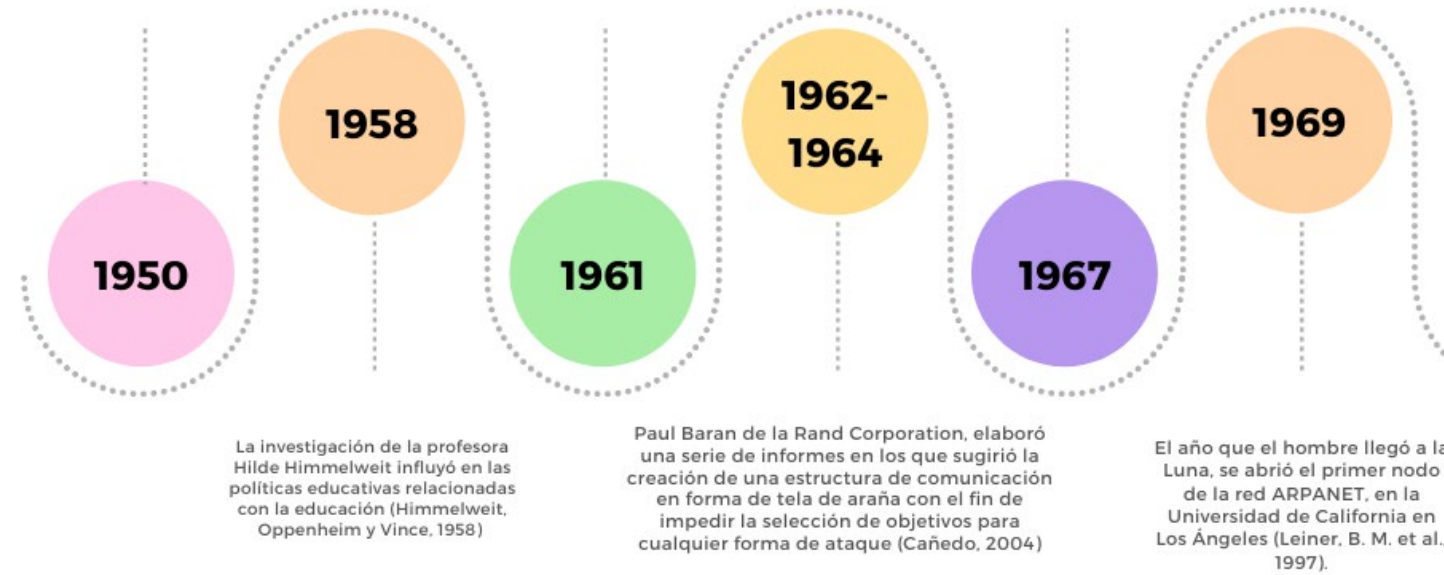 1950
1958
1961
1962-
1964
1967
1969
La investigación de la profesora
Hilde Himmelweit influyó en las
políticas educativas relacionadas
con la educación (Himmelweit,
Oppenheim y Vince, 1958)
Paul Baran de la Rand Corporation, elaboró
una serie de informes en los que sugirió la
creación de una estructura de comunicación
en forma de tela de araña con el fin de
impedir la selección de objetivos para
cualquier forma de ataque (Cañedo, 2004)
El año que el hombre llegó a la
Luna, se abrió el primer nodo
de la red ARPANET, en la
Universidad de California en
Los Ángeles (Leiner, B. M. et al.,
1997).